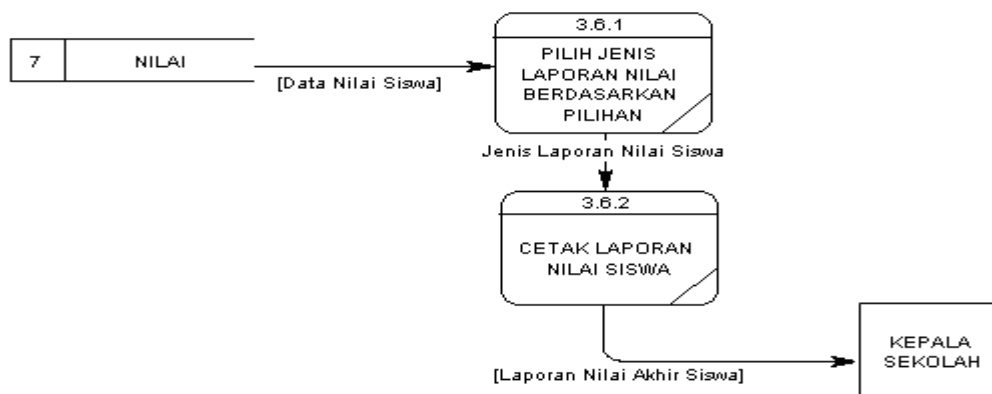 3.6.1
7 NILAI
PILIH JENIS
LAPORAN NILAI
BERDASARKAN
PILIHAN
[Data Nilai Siswa]
Jenis Laporan Nilai Siswa
3.6.2
CETAK LAPORAN
NILAI SISWA
KEPALA
SEKOLAH
[Laporan Nilai Akhir Siswa]